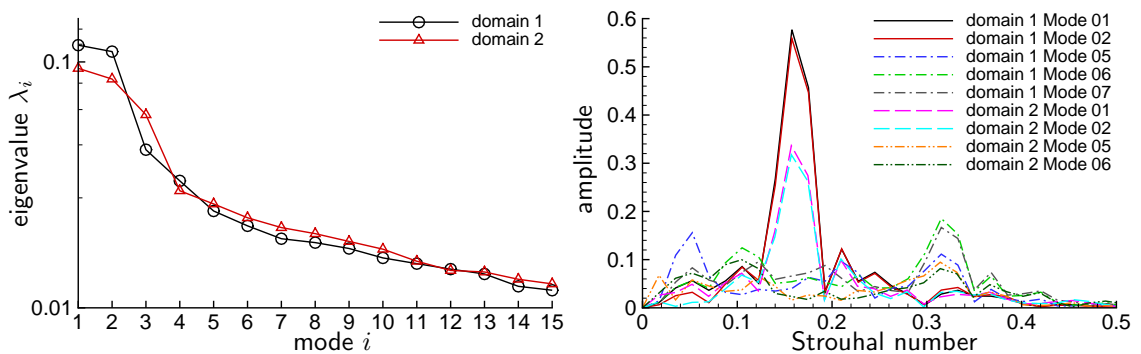 domain 1
domain 2
0.1
0.01
eigenvalue λi
1 2 3 4 5 6 7 8 9 10 11 12 13 14 15
mode i
domain 1 Mode 01
domain 1 Mode 02
domain 1 Mode 05
domain 1 Mode 06
domain 1 Mode 07
domain 2 Mode 01
domain 2 Mode 02
domain 2 Mode 05
domain 2 Mode 06
0.6
0.5
0.4
0.3
0.2
0.1
0
amplitude
0 0.1 0.2 0.3 0.4 0.5
Strouhal number